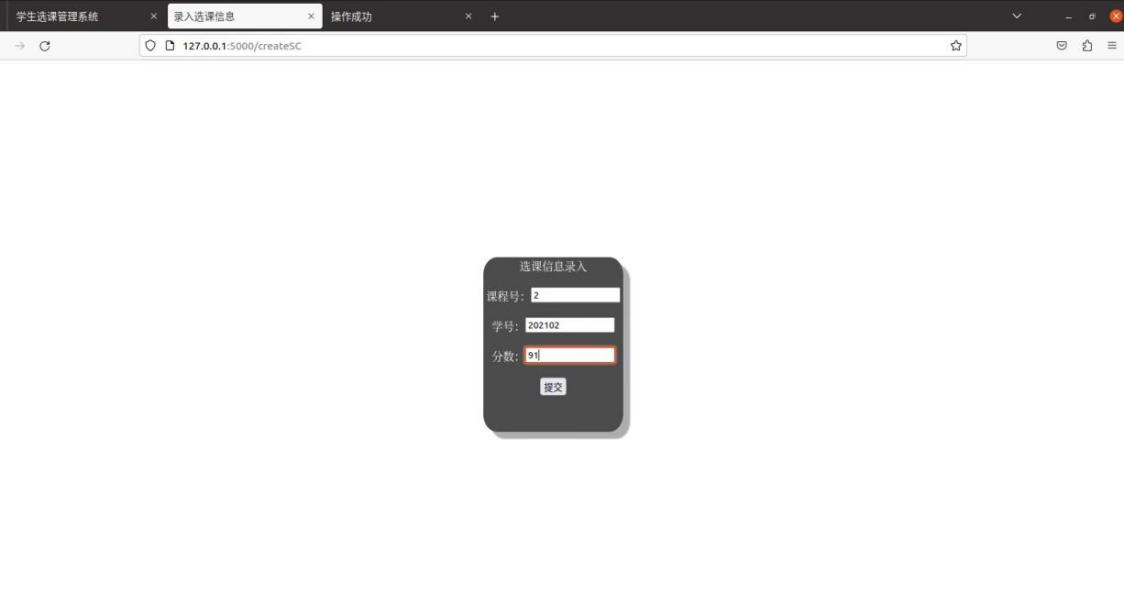 学生选课管理系统 录入选课信息 操作成功
127.0.0.1:5000/createSC
选课信息录入
课程号: 2
学号: 202102
分数: 91
提交